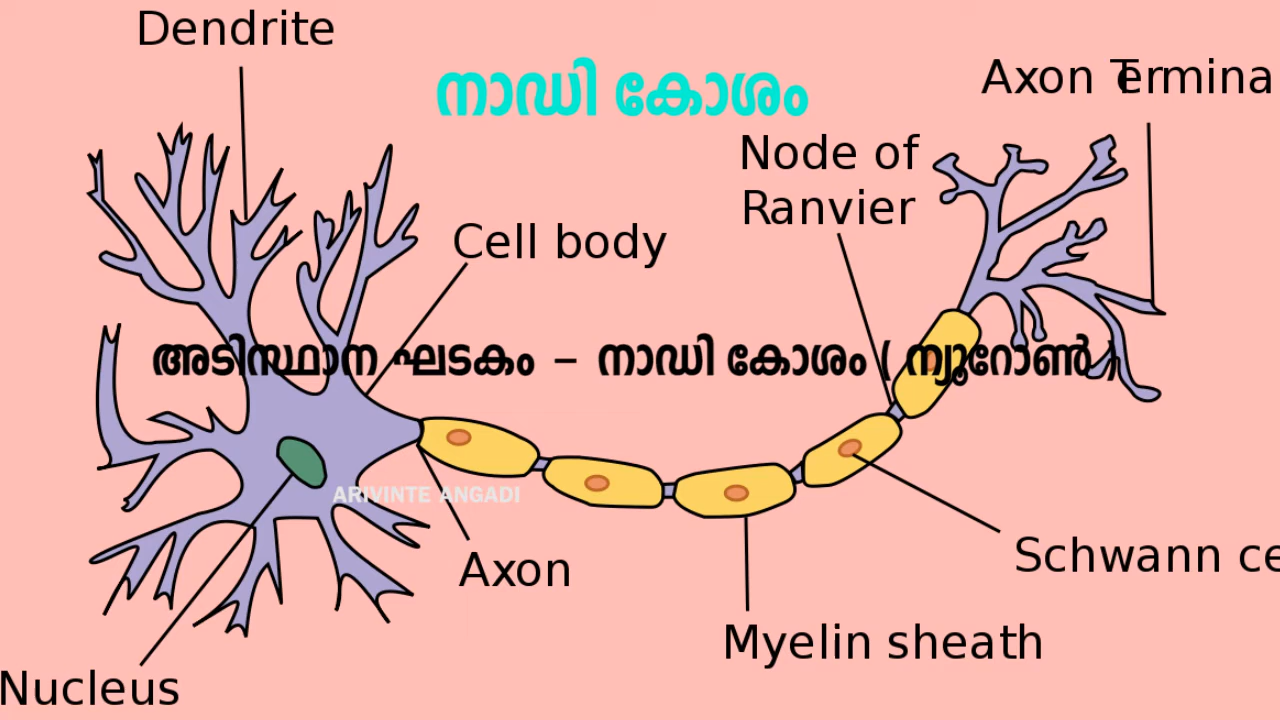 Dendrite
നാഡി കോശം
Axon Termina
Node of
Ranvier
Cell body
അടിസ്ഥാന ഘടകം – നാഡി കോശം ( ന്യൂറോൺ )
ARIVINTE ANGADI
Axon
Schwann ce
Myelin sheath
Nucleus